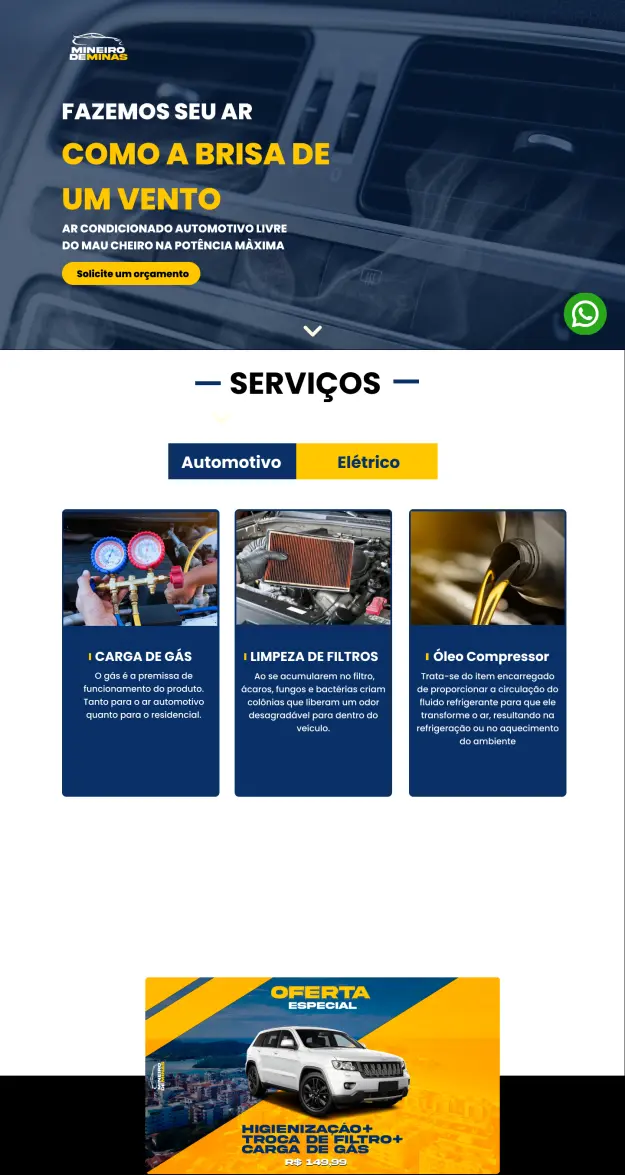 MINEIRO
DEMINAS
FAZEMOS SEU AR
COMO A BRISA DE
UM VENTO
AR CONDICIONADO AUTOMOTIVO LIVRE
DO MAU CHEIRO NA POTÊNCIA MÀXIMA
Solicite um orçamento
SERVIÇOS
Automotivo
Elétrico
CARGA DE GÁS
O gás é a premissa de
funcionamento do produto.
Tanto para o ar automotivo
quanto para o residencial.
LIMPEZA DE FILTROS
Ao se acumularem no filtro,
ácaros, fungos e bactérias criam
colônias que liberam um odor
desagradável para dentro do
veículo.
Óleo Compressor
Trata-se do item encarregado
de proporcionar a circulação do
fluido refrigerante para que ele
transforme o ar, resultando na
refrigeração ou no aquecimento
do ambiente
OFERTA
ESPECIAL
MINEIRO
DEMINAS
HIGIENIZAÇÃO+
TROCA DE FILTRO+
CARGA DE GÁS
R$ 149,99